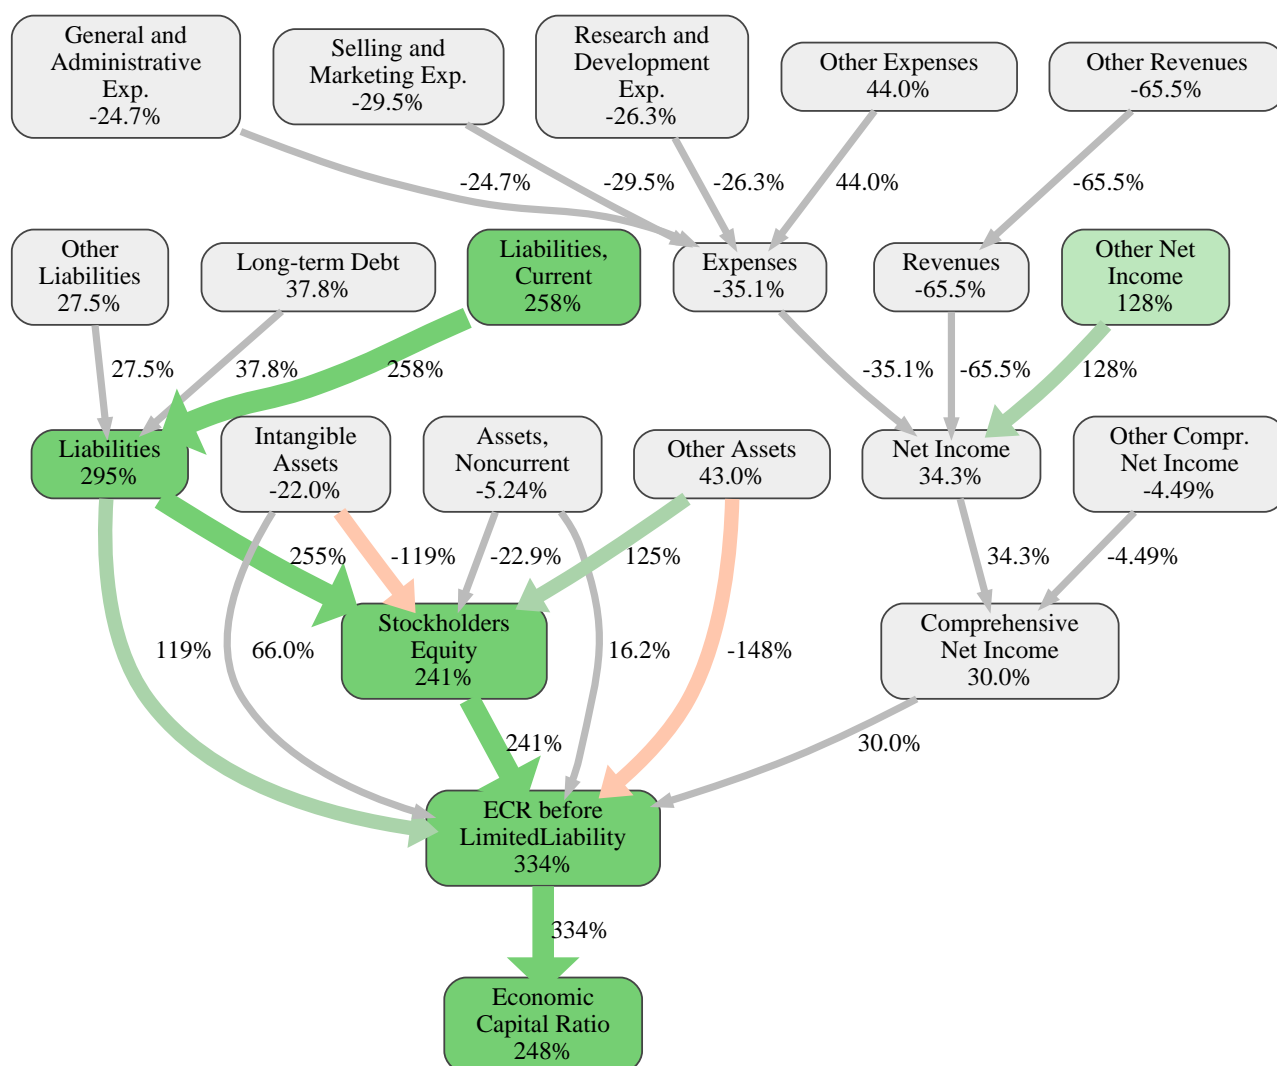 General and
Administrative
Exp.
-24.7%
Selling and
Marketing Exp.
-29.5%
Research and
Development
Exp.
-26.3%
Other Expenses
44.0%
Other Revenues
-65.5%
-24.7%
-29.5%
-26.3%
44.0%
-65.5%
Other
Liabilities
27.5%
Long-term Debt
37.8%
Liabilities,
Current
258%
Expenses
-35.1%
Revenues
-65.5%
Other Net
Income
128%
27.5%
37.8%
258%
-35.1%
-65.5%
128%
Liabilities
295%
Intangible
Assets
-22.0%
Assets,
Noncurrent
-5.24%
Other Assets
43.0%
Net Income
34.3%
Other Compr.
Net Income
-4.49%
255%
-119%
-22.9%
125%
34.3%
-4.49%
Stockholders
Equity
241%
Comprehensive
Net Income
30.0%
119%
66.0%
16.2%
-148%
241%
30.0%
ECR before
LimitedLiability
334%
334%
Economic
Capital Ratio
248%